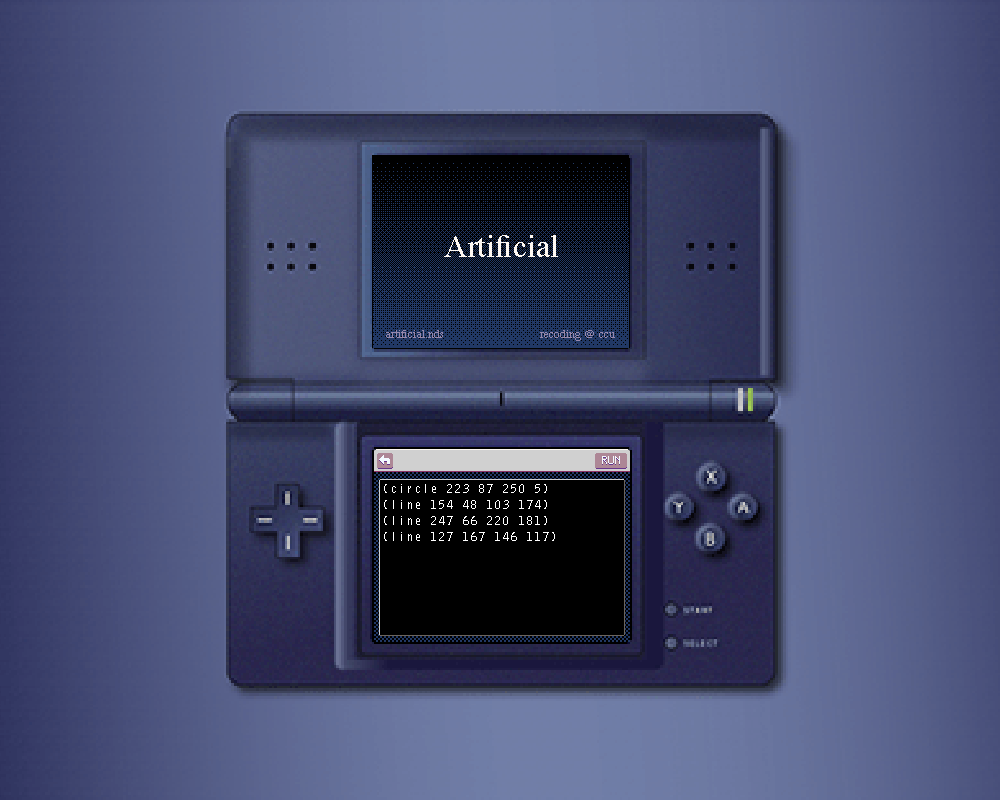 Artificial
artificial.nds recoding @ ccu
RUN
(circle 223 87 250 5)
(line 154 48 103 174)
(line 247 66 220 181)
(line 127 167 146 117)
X
Y A
B
START
SELECT